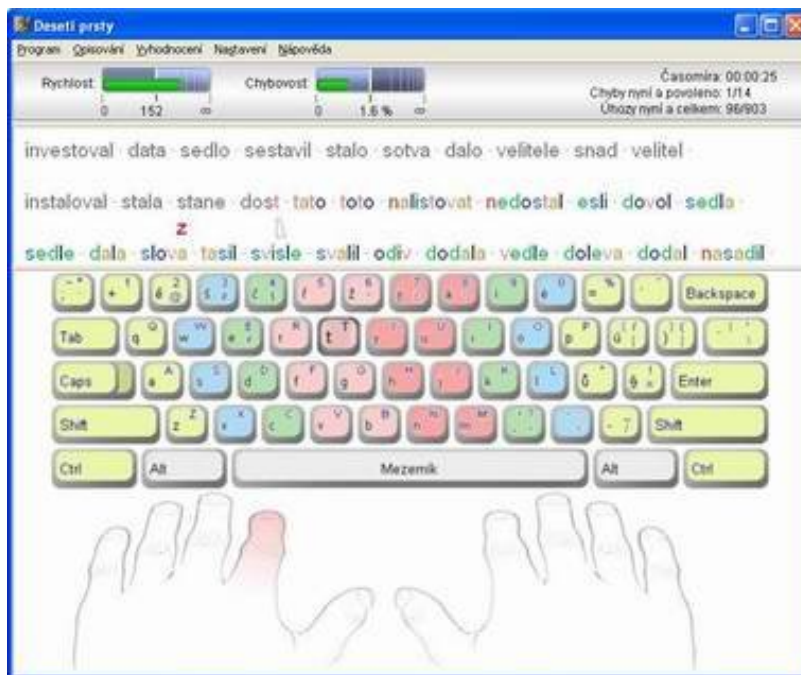 Deseti prsty
Program Opisování Vyhodnocení Nastavení Nápověda
Rychlost
0 152 ∞
Chybovost
0 1.6 % ∞
Časomíra: 00:00:25
Chyby nyní a povoleno: 1/14
Úhozy nyní a celkem: 96/903
investoval · data · sedlo · sestavil · stalo · sotva · dalo · velitele · snad · velitel ·
instaloval · stala · stane · dost · tato · toto · nalistovat · nedostal · esli · dovol · sedla ·
z
sedle · dala · slova · tasil · svisle · svalil · odiv · dodala · vedle · doleva · dodal · nasadil ·
Backspace
Tab q Q w W e E r R t T u U o O p P
Caps a A s S d D f F g O h H k K l L Enter
Shift z Z x X c C v V b B n N m M Shift
Ctrl Alt Mezerník Alt Ctrl